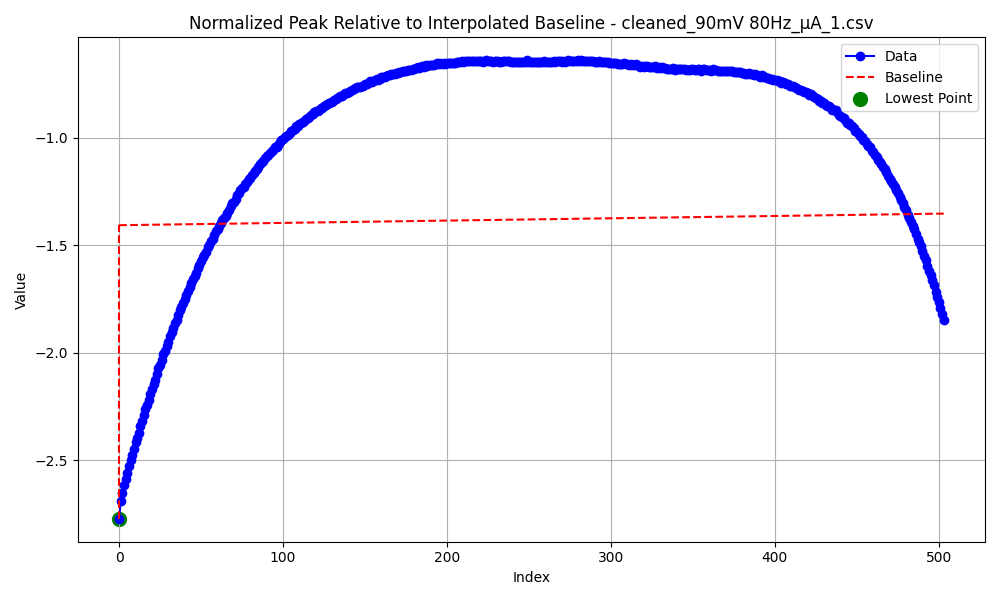 Normalized Peak Relative to Interpolated Baseline - cleaned_90mV 80Hz_μA_1.csv
Data
Baseline
Lowest Point
−1.0
−1.5
−2.0
−2.5
Value
0
100
200
300
400
500
Index